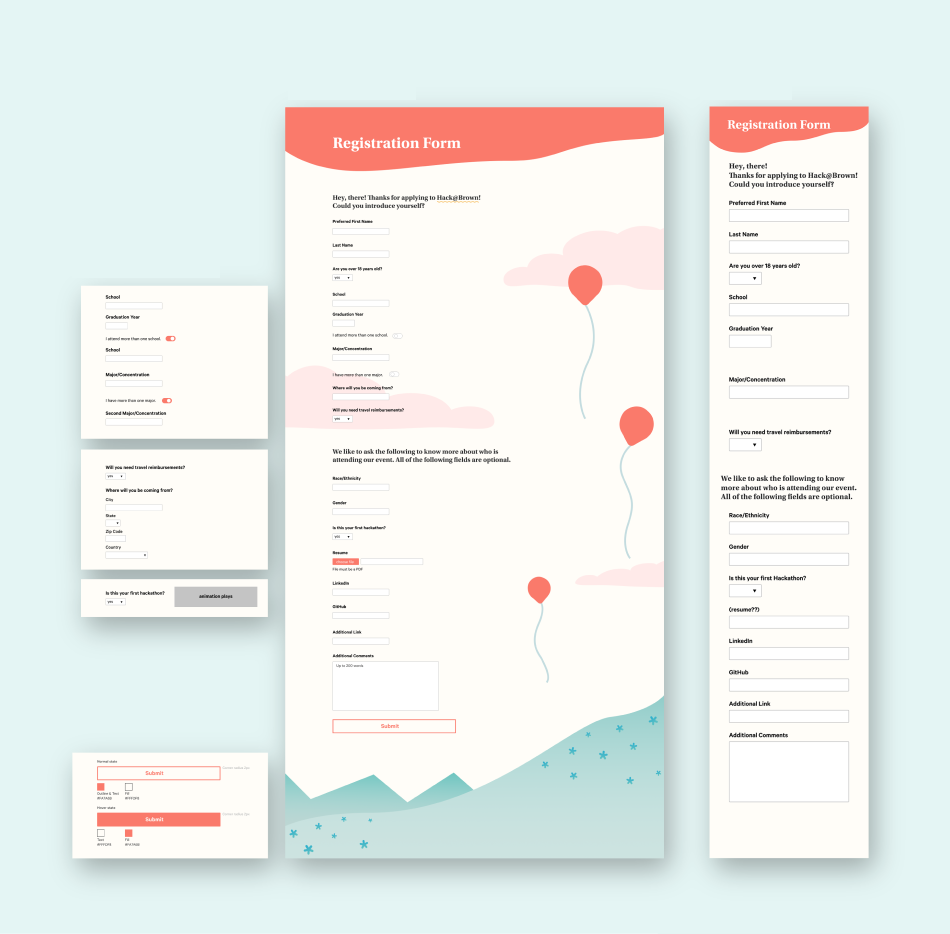 School
Graduation Year
I attend more than one school.
School
Major/Concentration
I have more than one major.
Second Major/Concentration
Will you need travel reimbursements?
yes
Where will you be coming from?
City
State
Zip Code
Country
Is this your first hackathon?
yes
animation plays
Normal state
Submit
Outline & Text
Fill
Hover state
Submit
Text
Fill
Registration Form
Hey, there! Thanks for applying to Hack@Brown!
Could you introduce yourself?
Preferred First Name
Last Name
Are you over 18 years old?
yes
School
Graduation Year
I attend more than one school.
Major/Concentration
I have more than one major.
Where will you be coming from?
Will you need travel reimbursements?
yes
We like to ask the following to know more about who is
attending our event. All of the following fields are optional.
Race/Ethnicity
Gender
Is this your first hackathon?
yes
Resume
choose file
File must be a PDF
LinkedIn
GitHub
Additional Link
Additional Comments
Up to 250 words
Submit
Registration Form
Hey, there!
Thanks for applying to Hack@Brown!
Could you introduce yourself?
Preferred First Name
Last Name
Are you over 18 years old?
School
Graduation Year
Major/Concentration
Will you need travel reimbursements?
We like to ask the following to know
more about who is attending our event.
All of the following fields are optional.
Race/Ethnicity
Gender
Is this your first Hackathon?
(resume??)
LinkedIn
GitHub
Additional Link
Additional Comments